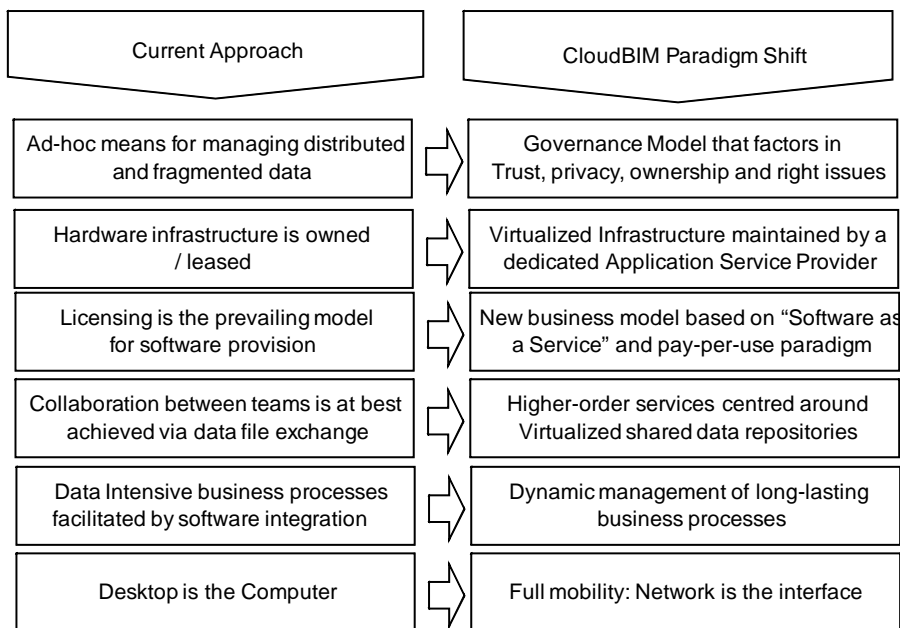 Current Approach
CloudBIM Paradigm Shift
Ad-hoc means for managing distributed
and fragmented data
Governance Model that factors in
Trust, privacy, ownership and right issues
Hardware infrastructure is owned
/ leased
Virtualized Infrastructure maintained by a
dedicated Application Service Provider
Licensing is the prevailing model
for software provision
New business model based on “Software as
a Service” and pay-per-use paradigm
Collaboration between teams is at best
achieved via data file exchange
Higher-order services centred around
Virtualized shared data repositories
Data Intensive business processes
facilitated by software integration
Dynamic management of long-lasting
business processes
Desktop is the Computer
Full mobility: Network is the interface